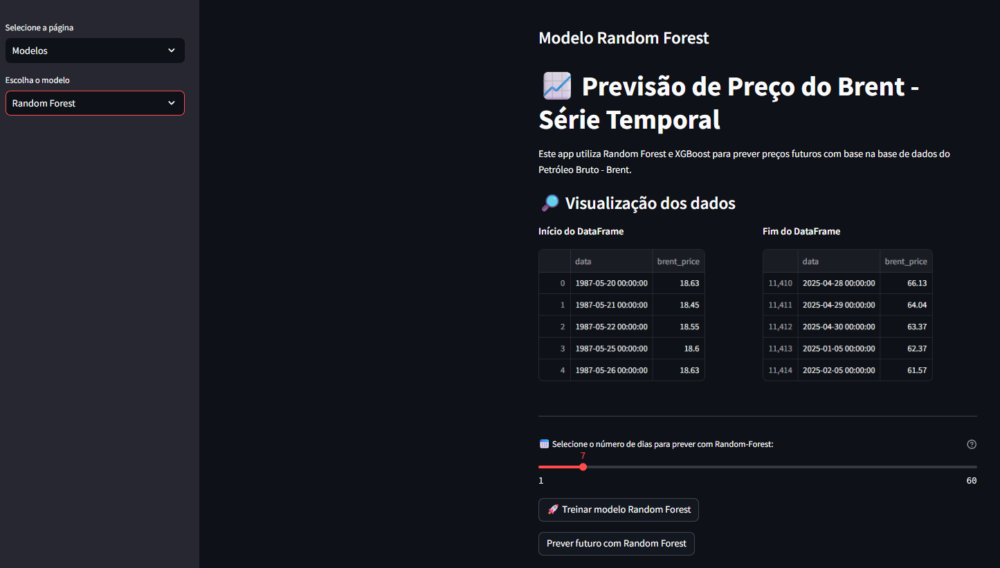 Selecione a página
Modelos
Escolha o modelo
Random Forest
Modelo Random Forest
Previsão de Preço do Brent -
Série Temporal
Este app utiliza Random Forest e XGBoost para prever preços futuros com base na base de dados do
Petróleo Bruto - Brent.
Visualização dos dados
Início do DataFrame
data brent_price
0 1987-05-20 00:00:00 18.63
1 1987-05-21 00:00:00 18.45
2 1987-05-22 00:00:00 18.55
3 1987-05-25 00:00:00 18.6
4 1987-05-26 00:00:00 18.63
Fim do DataFrame
data brent_price
11,410 2025-04-28 00:00:00 66.13
11,411 2025-04-29 00:00:00 64.04
11,412 2025-04-30 00:00:00 63.37
11,413 2025-01-05 00:00:00 62.37
11,414 2025-02-05 00:00:00 61.57
Selecione o número de dias para prever com Random-Forest:
7
1 60
Treinar modelo Random Forest
Prever futuro com Random Forest